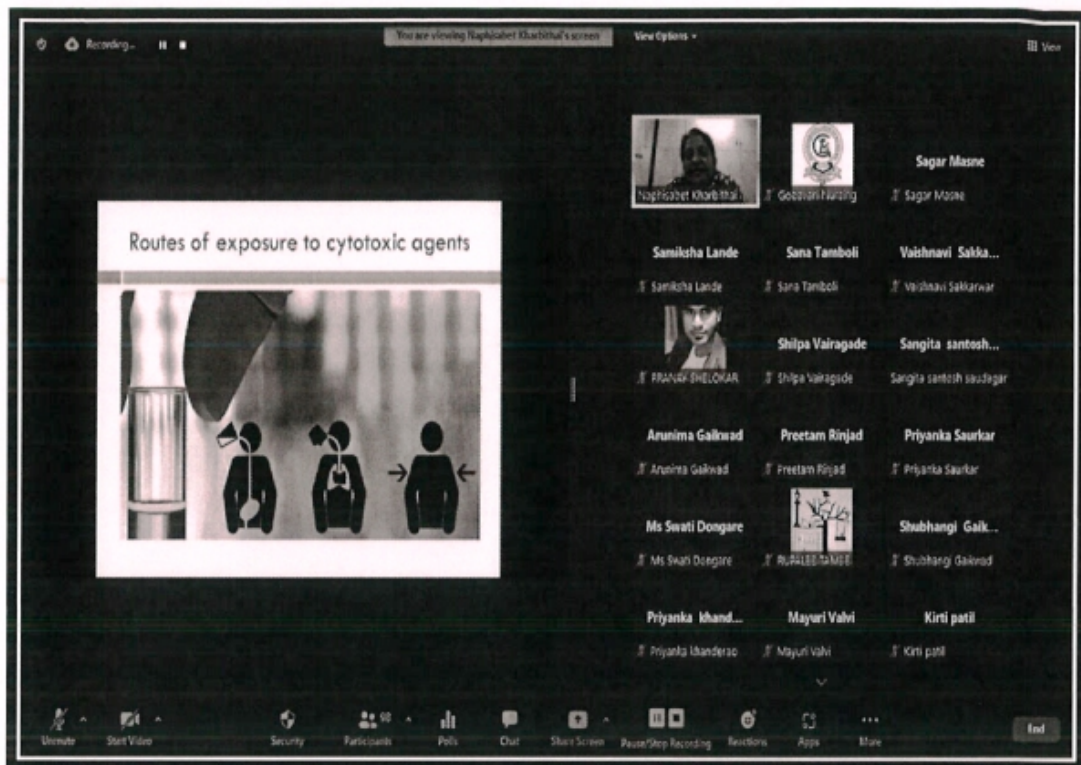 Recording...
You are viewing Naphisabet Kharbithai's screen
View Options
View
Routes of exposure to cytotoxic agents
Naphisabet Kharbithai
Godavari Nursing
Sagar Masne
Sagar Masne
Samiksha Lande
Sana Tamboli
Vaishnavi Sakka...
Samiksha Lande
Sana Tamboli
Vaishnavi Sakkarwar
Shilpa Vairagade
Sangita santosh...
PRANAY SHELOKAR
Shilpa Vairagade
Sangita santosh saudagar
Arunima Gaikwad
Preetam Rinjad
Priyanka Saurkar
Arunima Gaikwad
Preetam Rinjad
Priyanka Saurkar
Ms Swati Dongare
Shubhangi Gaik...
Ms Swati Dongare
RUPALEE TAMBE
Shubhangi Gaikwad
Priyanka khand...
Mayuri Valvi
Kirti patil
Priyanka khanderao
Mayuri Valvi
Kirti patil
Unmute
Start Video
Security
Participants
98
Polls
Chat
Share Screen
Pause/Stop Recording
Reactions
Apps
More
End